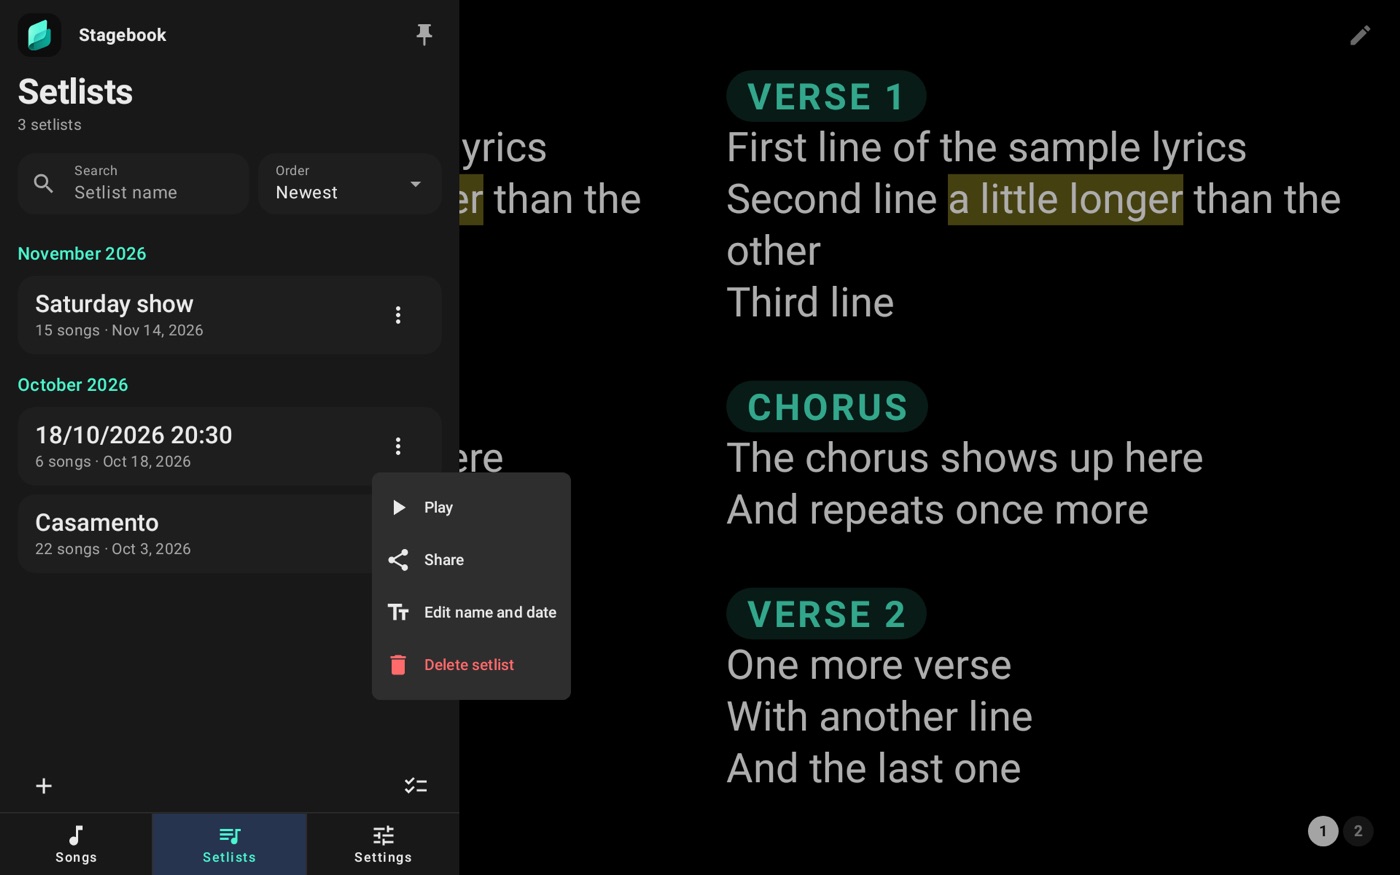 Stagebook
Setlists
3 setlists
Search
Setlist name
Order
Newest
November 2026
Saturday show
15 songs · Nov 14, 2026
October 2026
18/10/2026 20:30
6 songs · Oct 18, 2026
Casamento
22 songs · Oct 3, 2026
Play
Share
Edit name and date
Delete setlist
Songs
Setlists
Settings
yrics
er than the
ere
VERSE 1
First line of the sample lyrics
Second line a little longer than the
other
Third line
CHORUS
The chorus shows up here
And repeats once more
VERSE 2
One more verse
With another line
And the last one
1 2